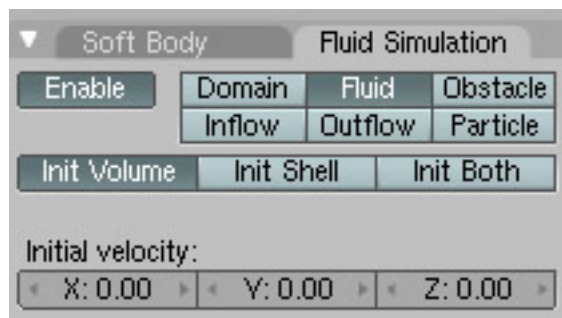 Soft Body Fluid Simulation
Enable Domain Fluid Obstacle
Inflow Outflow Particle
Init Volume Init Shell Init Both
Initial velocity:
X: 0.00 Y: 0.00 Z: 0.00